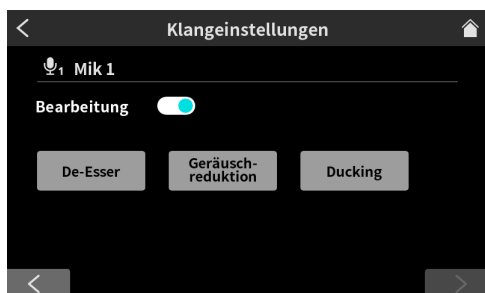 Klangeinstellungen
1 Mik 1
Bearbeitung
De-Esser
Geräusch-
reduktion
Ducking